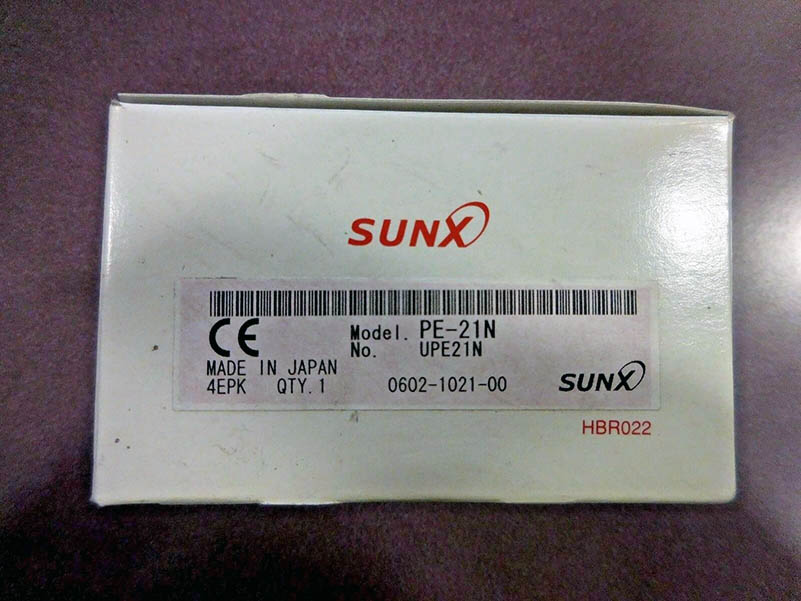 SUNX
CE
Model. PE-21N
No. UPE21N
MADE IN JAPAN
4EPK QTY.1 0602-1021-00 SUNX
HBR022